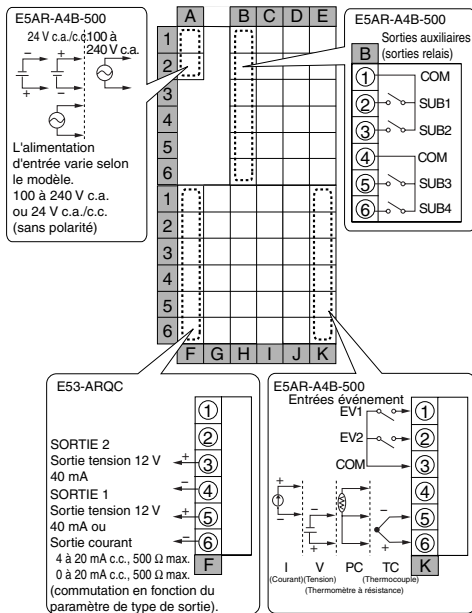 E5AR-A4B-500
24 V c.a./c.c.
100 à
240 V c.a.
− + + −
L'alimentation
d'entrée varie selon
le modèle.
100 à 240 V c.a.
ou 24 V c.a./c.c.
(sans polarité)
A B C D E
1
2
3
4
5
6
1
2
3
4
5
6
F G H I J K
E5AR-A4B-500
Sorties auxiliaires
(sorties relais)
B
1 COM
2 SUB1
3 SUB2
4 COM
5 SUB3
6 SUB4
E53-ARQC
1
2
SORTIE 2
Sortie tension 12 V + 3
40 mA − 4
SORTIE 1
Sortie tension 12 V + 5
40 mA ou
Sortie courant − 6
4 à 20 mA c.c., 500 Ω max.
0 à 20 mA c.c., 500 Ω max.
F
(commutation en fonction du
paramètre de type de sortie).
E5AR-A4B-500
Entrées événement
EV1 1
EV2 2
COM 3
4
5
6
K
+ − − + − +
I V PC TC
(Courant) (Tension) (Thermocouple)
(Thermomètre à résistance)